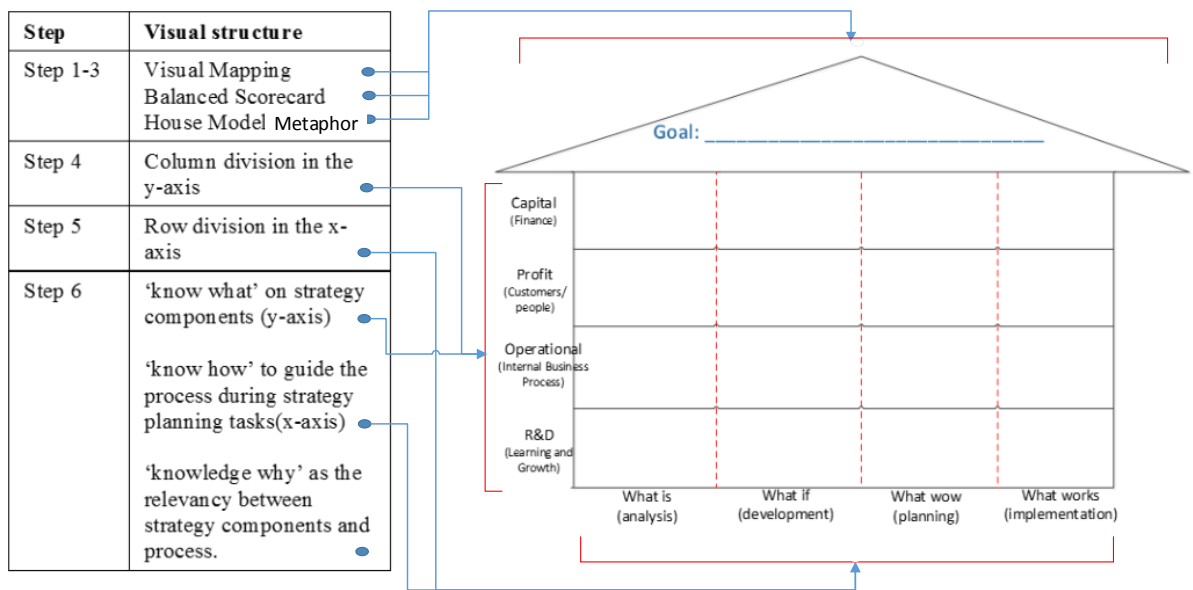 Step Visual structure
Step 1-3 Visual Mapping
Balanced Scorecard
House Model Metaphor
Step 4 Column division in the
y-axis
Step 5 Row division in the x-
axis
Step 6 ‘know what’ on strategy
components (y-axis)
‘know how’ to guide the
process during strategy
planning tasks(x-axis)
‘knowledge why’ as the
relevancy between
strategy components and
process.
Goal: ________________________________
Capital
(Finance)
Profit
(Customers/
people)
Operational
(Internal Business
Process)
R&D
(Learning and
Growth)
What is
(analysis)
What if
(development)
What wow
(planning)
What works
(implementation)